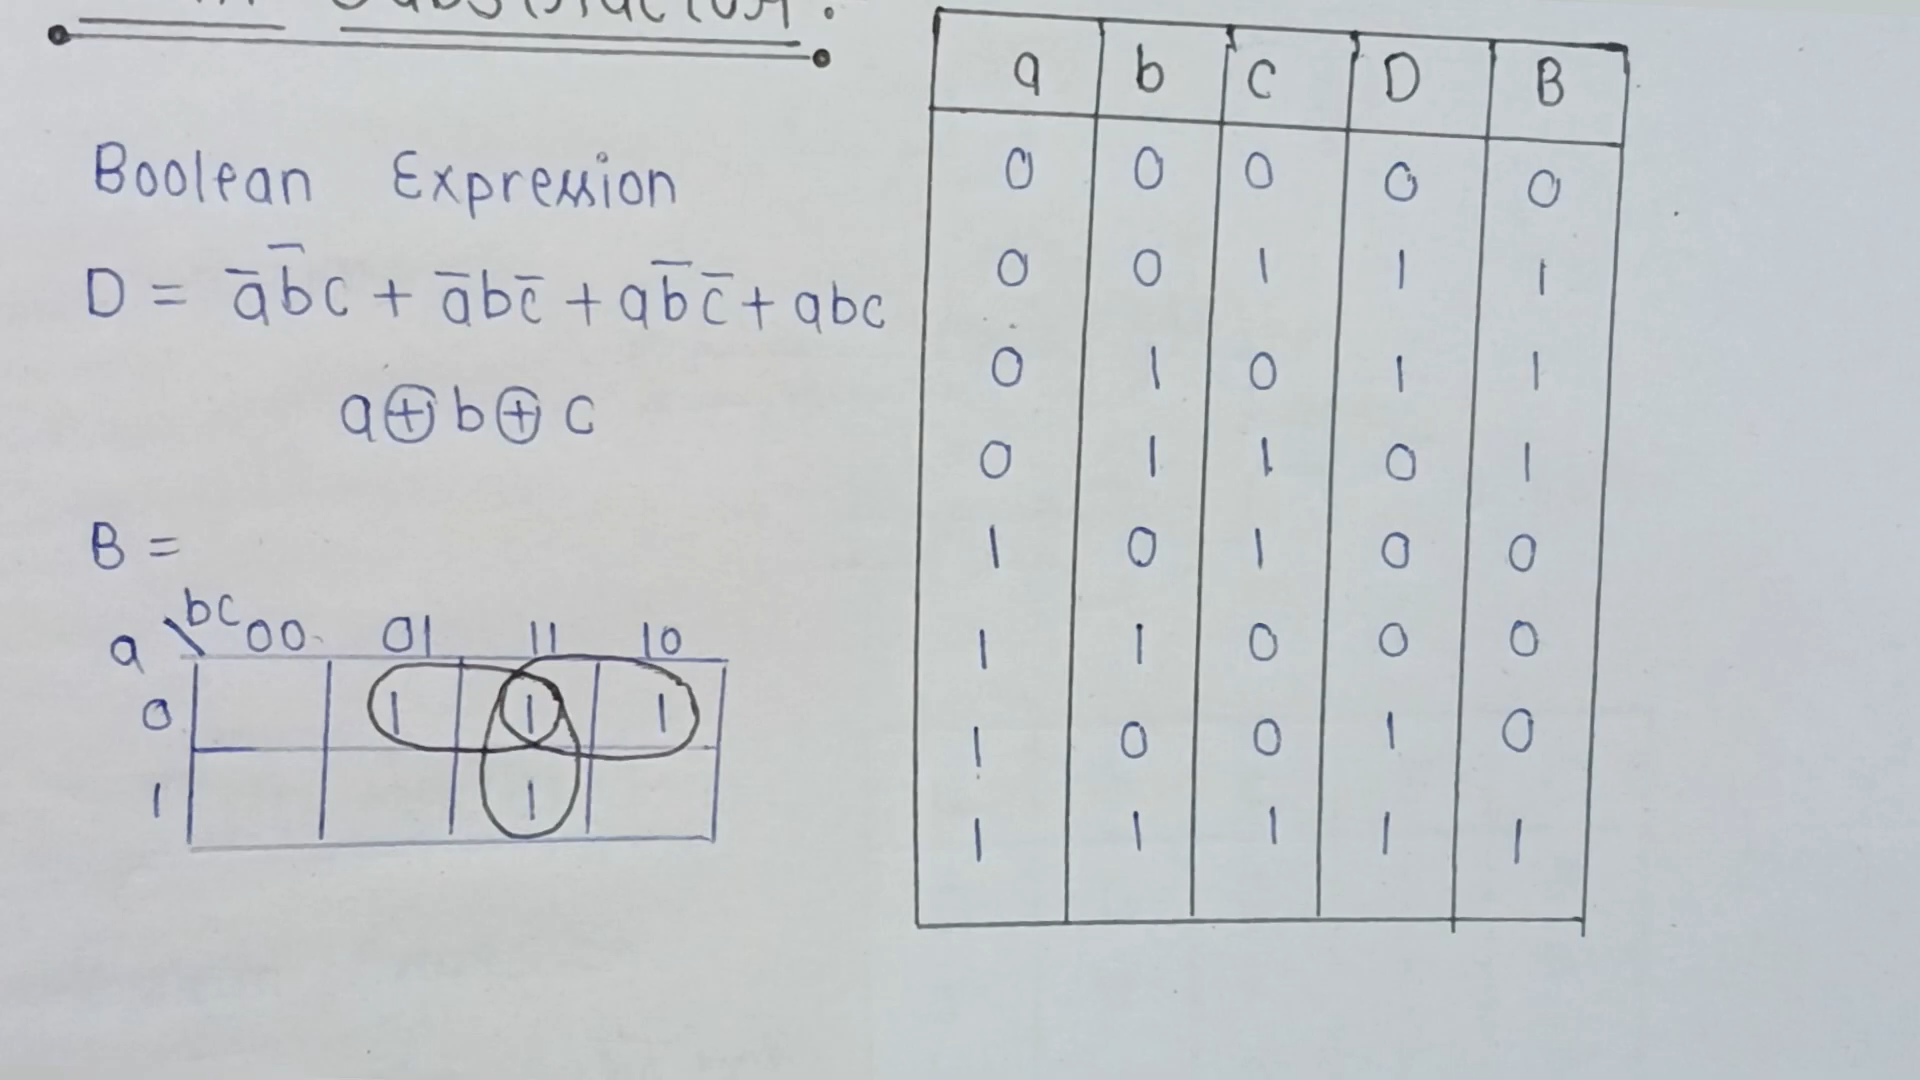 Boolean Expression
D = a̅b̅c + a̅bc̅ + ab̅c̅ + abc
a⊕b⊕c
B =
a \ bc 00 01 11 10
0 1 1 1
1 1
a b c D B
0 0 0 0 0
0 0 1 1 1
0 1 0 1 1
0 1 1 0 1
1 0 1 0 0
1 1 0 0 0
1 0 0 1 0
1 1 1 1 1